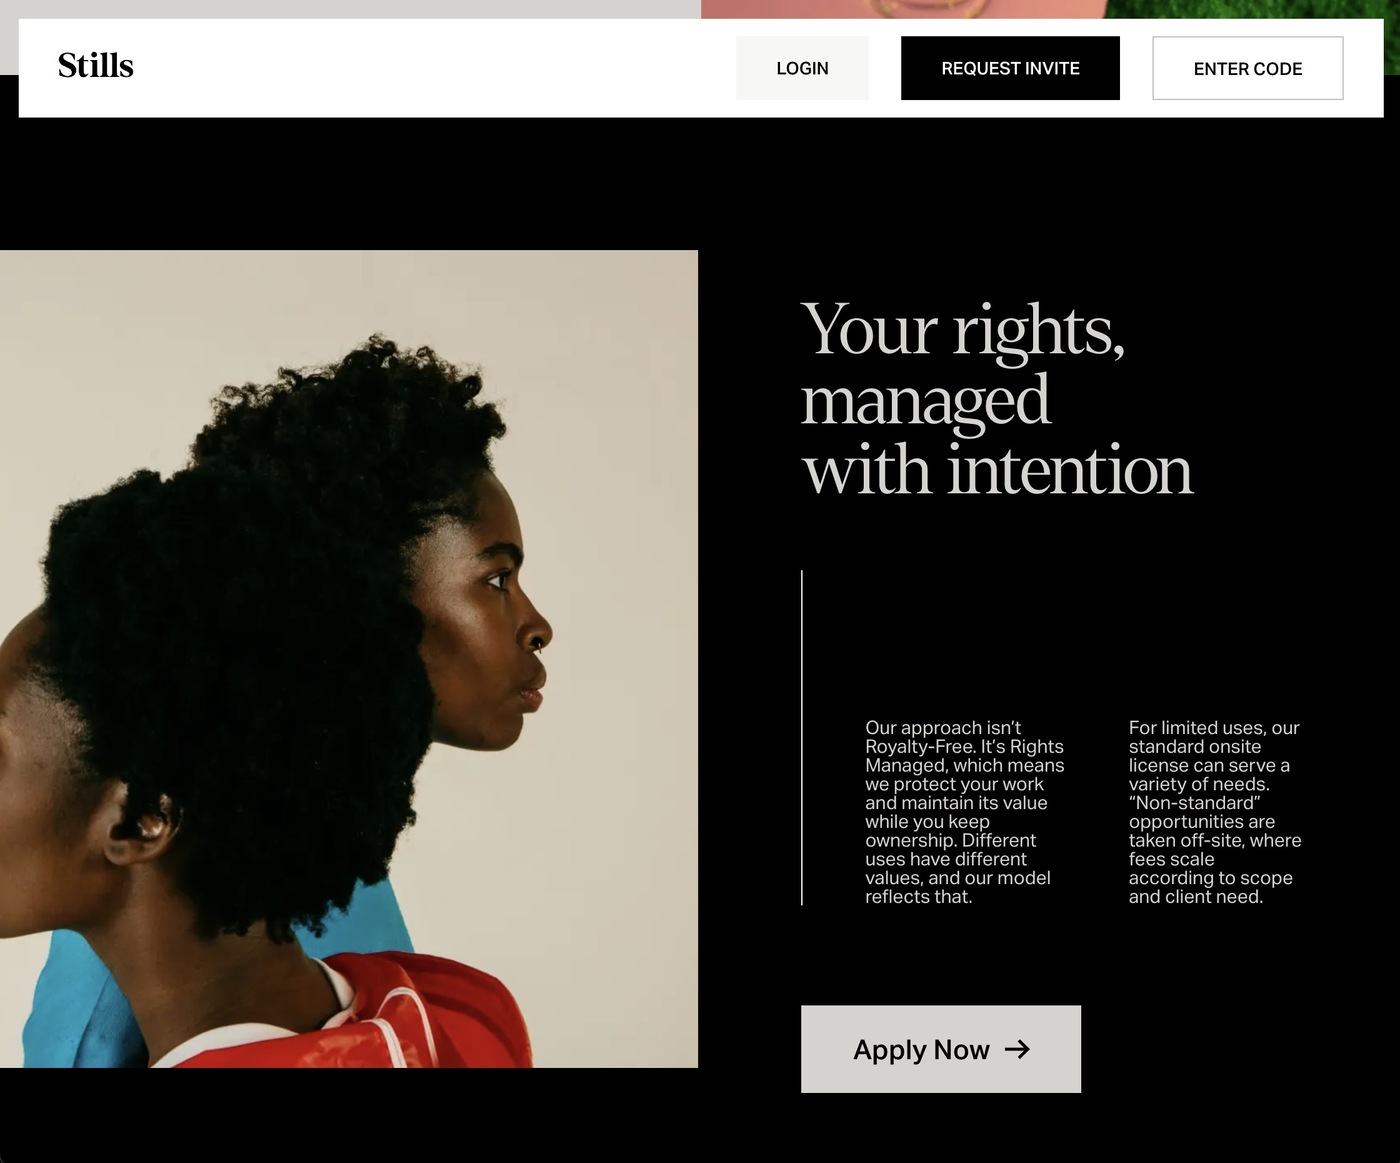 Stills
LOGIN
REQUEST INVITE
ENTER CODE
Your rights,
managed
with intention
Our approach isn’t
Royalty-Free. It’s Rights
Managed, which means
we protect your work
and maintain its value
while you keep
ownership. Different
uses have different
values, and our model
reflects that.
For limited uses, our
standard onsite
license can serve a
variety of needs.
“Non-standard”
opportunities are
taken off-site, where
fees scale
according to scope
and client need.
Apply Now →